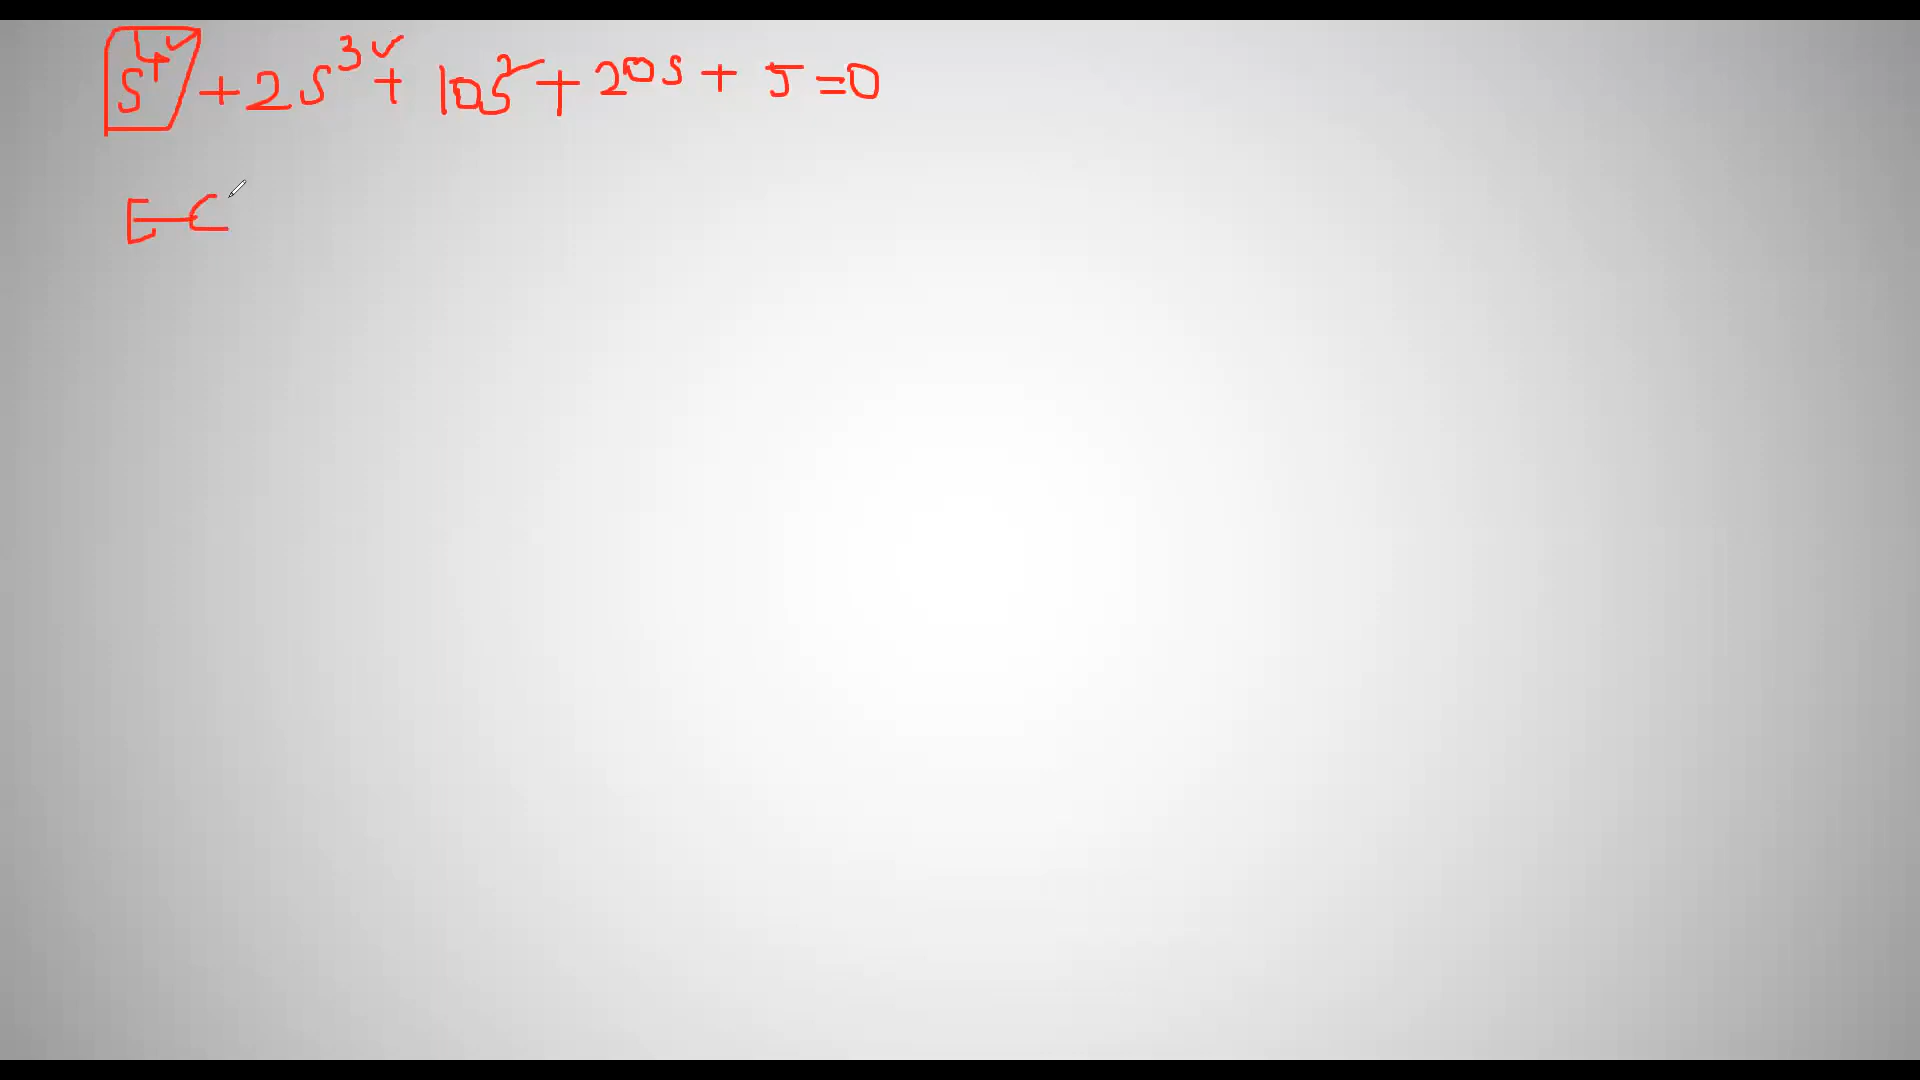 S⁴ + 2S³ + 10S² + 20S + 5 = 0
E-C